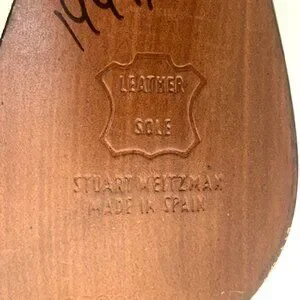 LEATHER
SOLE
STUART WEITZMAN
MADE IN SPAIN